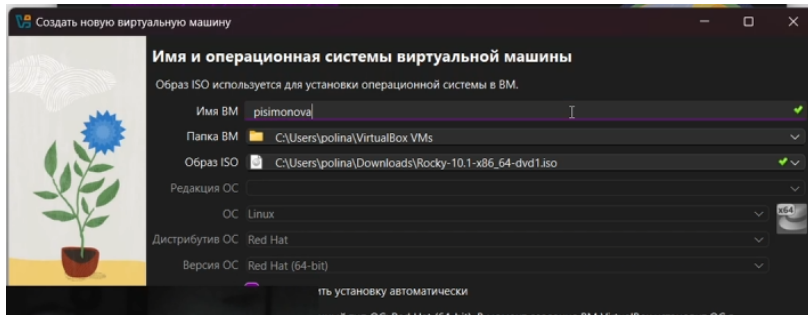 Создать новую виртуальную машину
Имя и операционная системы виртуальной машины
Образ ISO используется для установки операционной системы в ВМ.
Имя ВМ pisimonova
Папка ВМ C:\Users\polina\VirtualBox VMs
Образ ISO C:\Users\polina\Downloads\Rocky-10.1-x86_64-dvd1.iso
Редакция ОС
ОС Linux
x64
Дистрибутив ОС Red Hat
Версия ОС Red Hat (64-bit)
ть установку автоматически